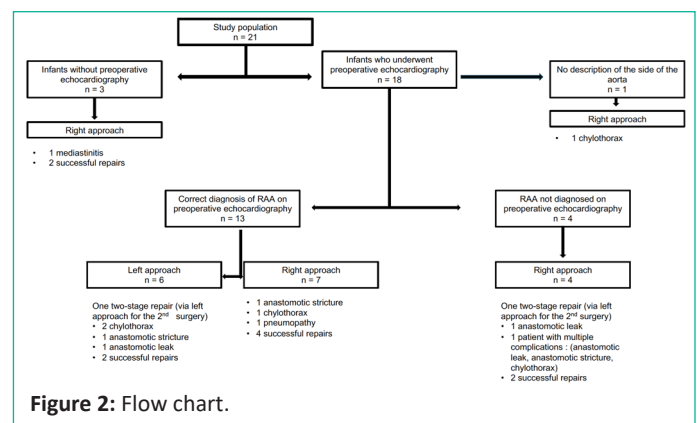 Study population
n = 21
Infants without preoperative
echocardiography
n = 3
Infants who underwent
preoperative echocardiography
n = 18
No description of the side of the
aorta
n = 1
Right approach
• 1 mediastinitis
• 2 successful repairs
Right approach
• 1 chylothorax
Correct diagnosis of RAA on
preoperative echocardiography
n = 13
RAA not diagnosed on
preoperative echocardiography
n = 4
Left approach
n = 6
One two-stage repair (via left
approach for the 2nd surgery)
• 2 chylothorax
• 1 anastomotic stricture
• 1 anastomotic leak
• 2 successful repairs
Right approach
n = 7
• 1 anastomotic stricture
• 1 chylothorax
• 1 pneumopathy
• 4 successful repairs
Right approach
n = 4
One two-stage repair (via left
approach for the 2nd surgery)
• 1 anastomotic leak
• 1 patient with multiple
complications : (anastomotic
leak, anastomotic stricture,
chylothorax)
• 2 successful repairs
Figure 2: Flow chart.